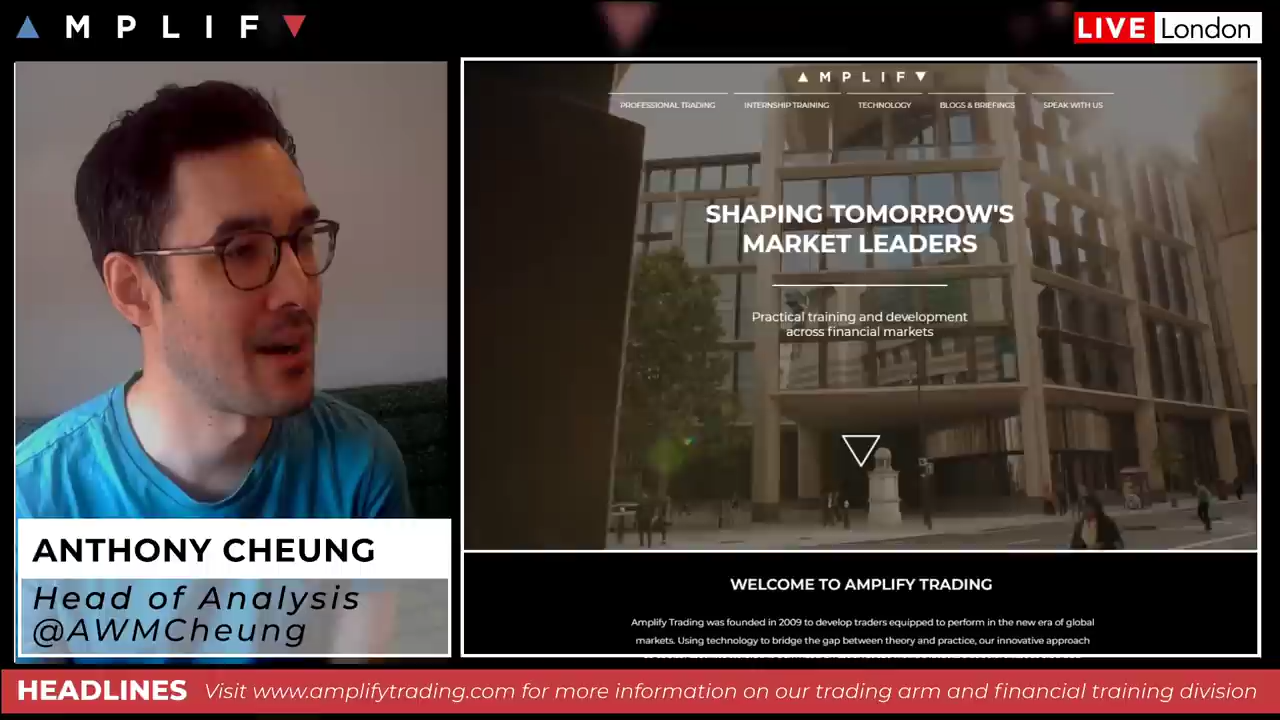 AMPLIFY
LIVE London
AMPLIFY
PROFESSIONAL TRADING
INTERNSHIP TRAINING
TECHNOLOGY
BLOGS & BRIEFINGS
SPEAK WITH US
SHAPING TOMORROW'S
MARKET LEADERS
Practical training and development
across financial markets
WELCOME TO AMPLIFY TRADING
Amplify Trading was founded in 2009 to develop traders equipped to perform in the new era of global
markets. Using technology to bridge the gap between theory and practice, our innovative approach
ANTHONY CHEUNG
Head of Analysis
@AWMCheung
HEADLINES Visit www.amplifytrading.com for more information on our trading arm and financial training division